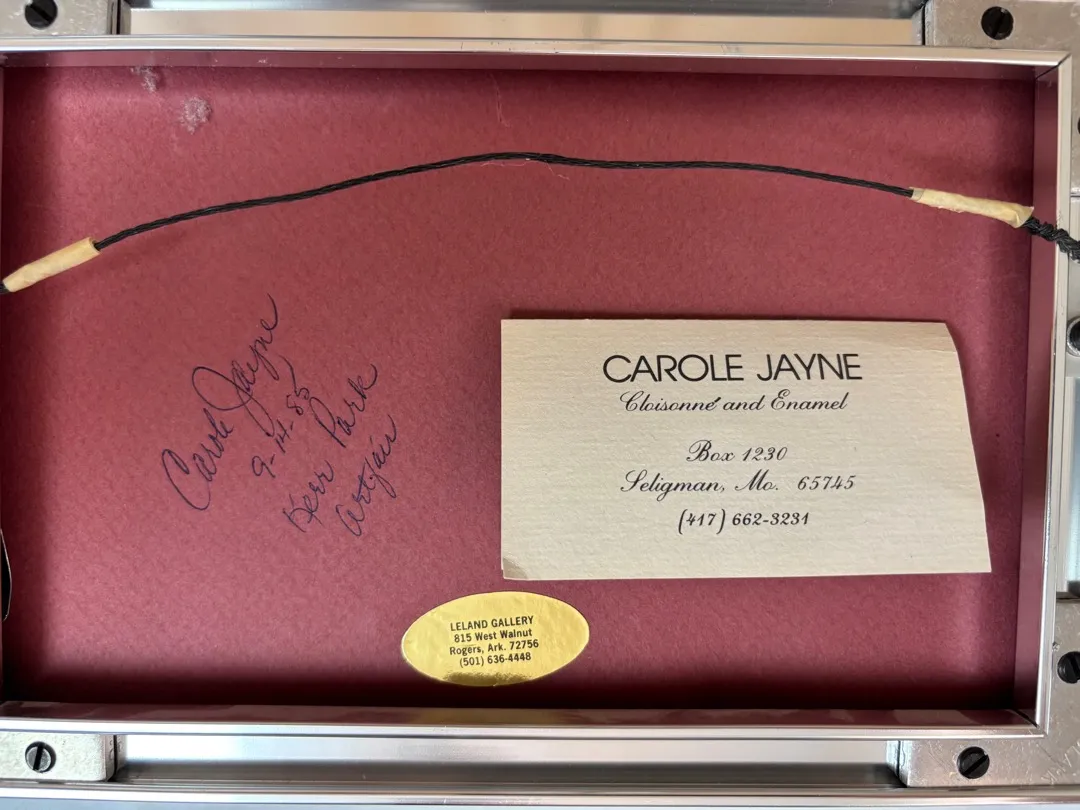 Carole Jayne
9-14-85
Kerr Park
artfair
CAROLE JAYNE
Cloisonné and Enamel
Box 1230
Seligman, Mo. 65745
(417) 662-3231
LELAND GALLERY
815 West Walnut
Rogers, Ark. 72756
(501) 636-4448